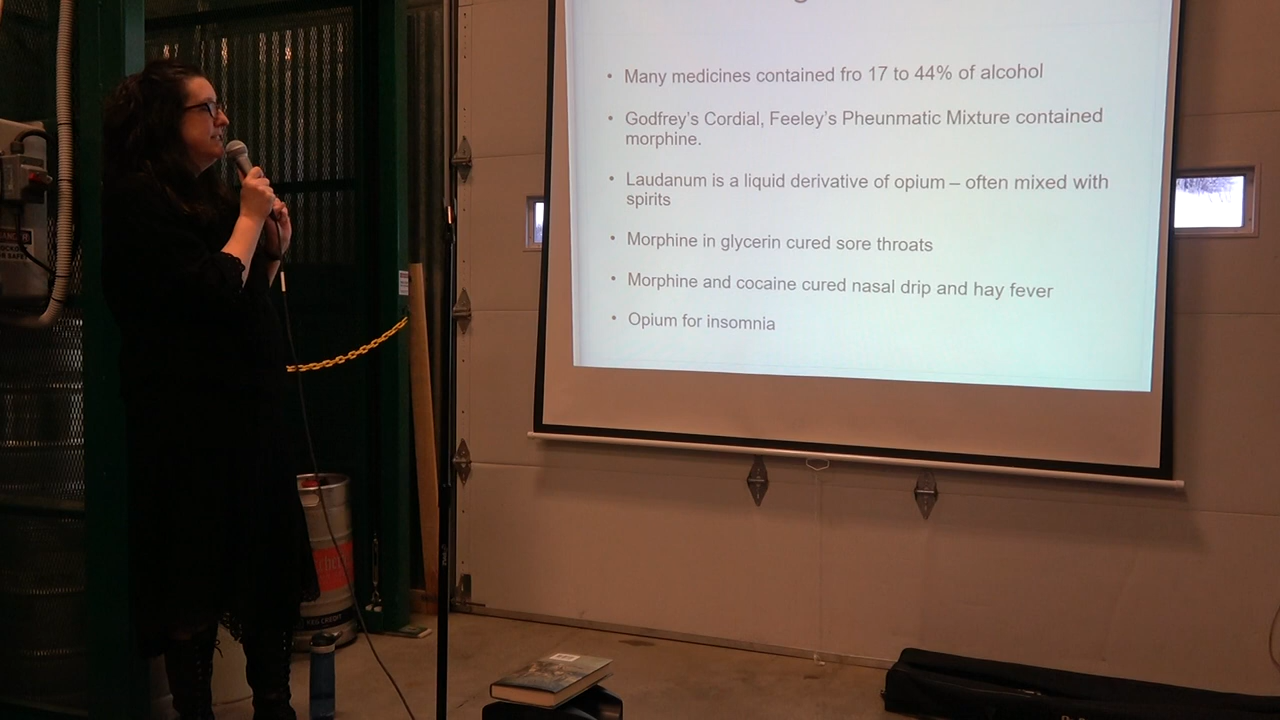 • Many medicines contained fro 17 to 44% of alcohol
• Godfrey's Cordial, Feeley's Pheunmatic Mixture contained
morphine.
• Laudanum is a liquid derivative of opium – often mixed with
spirits
• Morphine in glycerin cured sore throats
• Morphine and cocaine cured nasal drip and hay fever
• Opium for insomnia